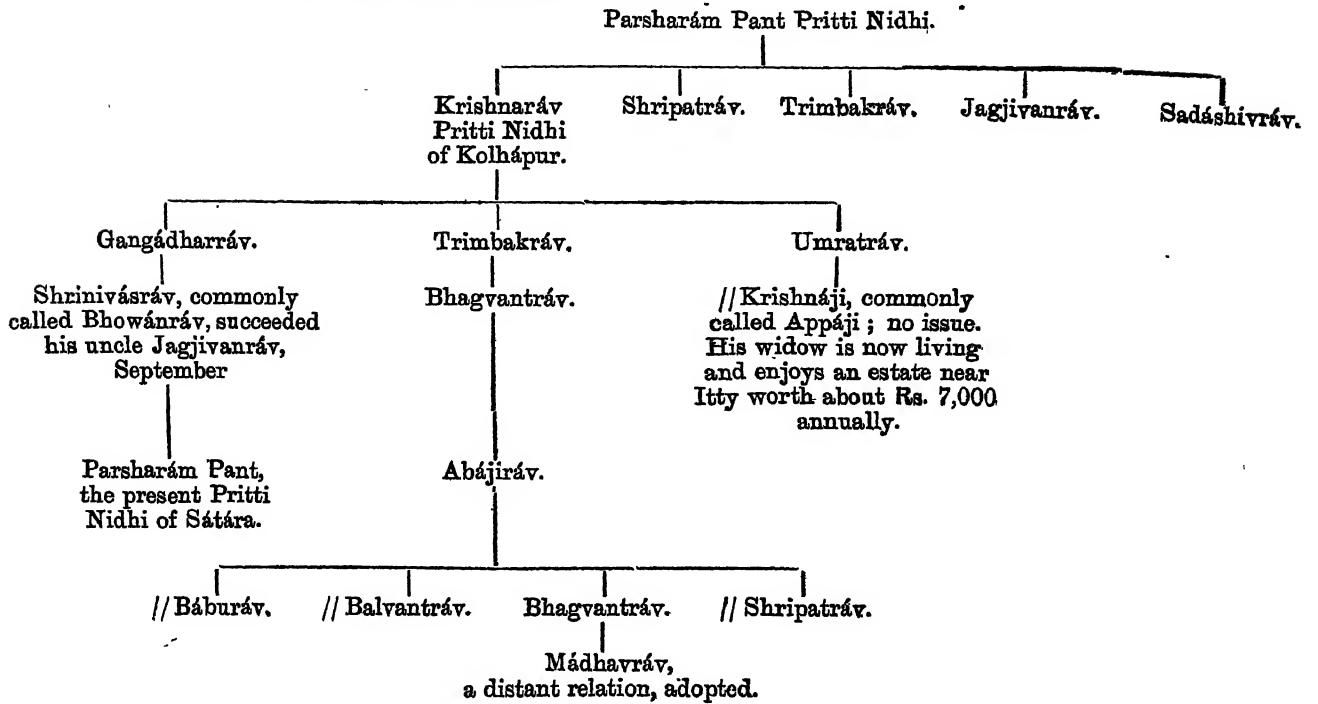 Parsharám Pant Pritti Nidhi.
Krishnaráv
Pritti Nidhi
of Kolhápur.
Shripatráv.
Trimbakráv.
Jagjivanráv.
Sadáshivráv.
Gangádharráv.
Trimbakráv.
Umratráv.
Shrinivásráv, commonly
called Bhowánráv, succeeded
his uncle Jagjivanráv,
September
Bhagvantráv.
//Krishnáji, commonly
called Appáji ; no issue.
His widow is now living
and enjoys an estate near
Itty worth about Rs. 7,000
annually.
Parsharám Pant,
the present Pritti
Nidhi of Sátára.
Abájiráv.
//Báburáv.
//Balvantráv.
Bhagvantráv.
//Shripatráv.
Mádhavráv,
a distant relation, adopted.